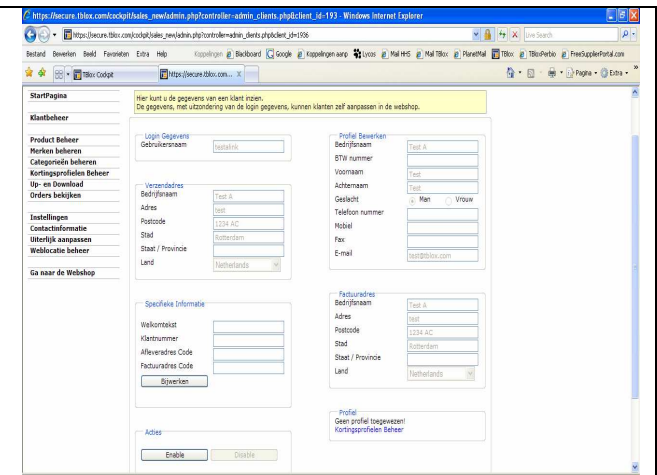 https://secure.tblox.com/cockpit/sales_new/admin.php?controller=admin_clients.php&client_id=193 - Windows Internet Explorer
https://secure.tblox.com/cockpit/sales_new/admin.php?controller=admin_clients.php&client_id=1936
Live Search
Bestand Bewerken Beeld Favorieten Extra Help
Koppelingen Blackboard Google Koppelingen aanp Lycos Mail HHS Mail TBlox PlanetMail TBlox TBloxPerbio FreeSupplierPortal.com
TBlox Cockpit
https://secure.tblox.com...
Pagina
Extra
StartPagina
Klantbeheer
Product Beheer
Merken beheren
Categorieën beheren
Kortingsprofielen Beheer
Up- en Download
Orders bekijken
Instellingen
Contactinformatie
Uiterlijk aanpassen
Weblocatie beheer
Ga naar de Webshop
Hier kunt u de gegevens van een klant inzien.
De gegevens, met uitzondering van de login gegevens, kunnen klanten zelf aanpassen in de webshop.
Login Gegevens
Gebruikersnaam testalink
Verzendadres
Bedrijfsnaam Test A
Adres test
Postcode 1234 AC
Stad Rotterdam
Staat / Provincie
Land Netherlands
Specifieke Informatie
Welkomtekst
Klantnummer
Afleveradres Code
Factuuradres Code
Bijwerken
Acties
Enable Disable
Profiel Bewerken
Bedrijfsnaam Test A
BTW nummer
Voornaam Test
Achternaam Test
Geslacht Man Vrouw
Telefoon nummer
Mobiel
Fax
E-mail test@tblox.com
Factuuradres
Bedrijfsnaam Test A
Adres test
Postcode 1234 AC
Stad Rotterdam
Staat / Provincie
Land Netherlands
Profiel
Geen profiel toegewezen!
Kortingsprofielen Beheer